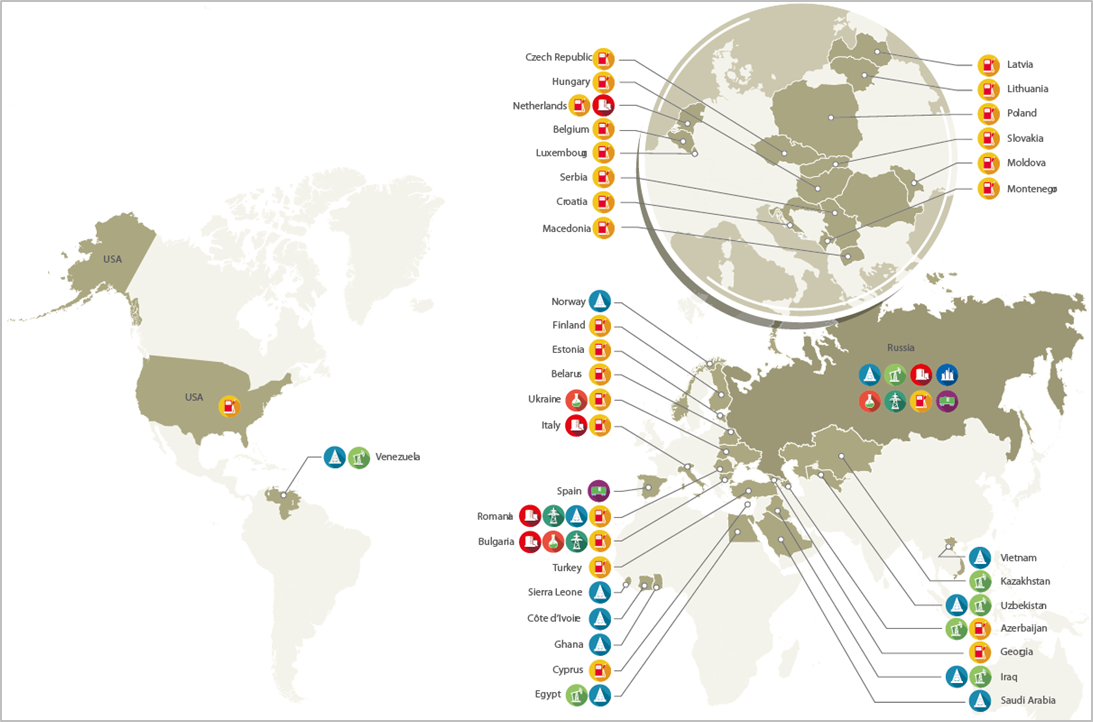 Czech Republic
Hungary
Netherlands
Belgium
Luxemboug
Serbia
Croatia
Macedonia
Latvia
Lithuania
Poland
Slovakia
Moldova
Montenegro
USA
USA
Venezuela
Norway
Finland
Estonia
Belarus
Ukraine
Italy
Spain
Romania
Bulgaria
Turkey
Sierra Leone
Côte d'Ivoire
Ghana
Cyprus
Egypt
Russia
Vietnam
Kazakhstan
Uzbekistan
Azerbaijan
Georgia
Iraq
Saudi Arabia